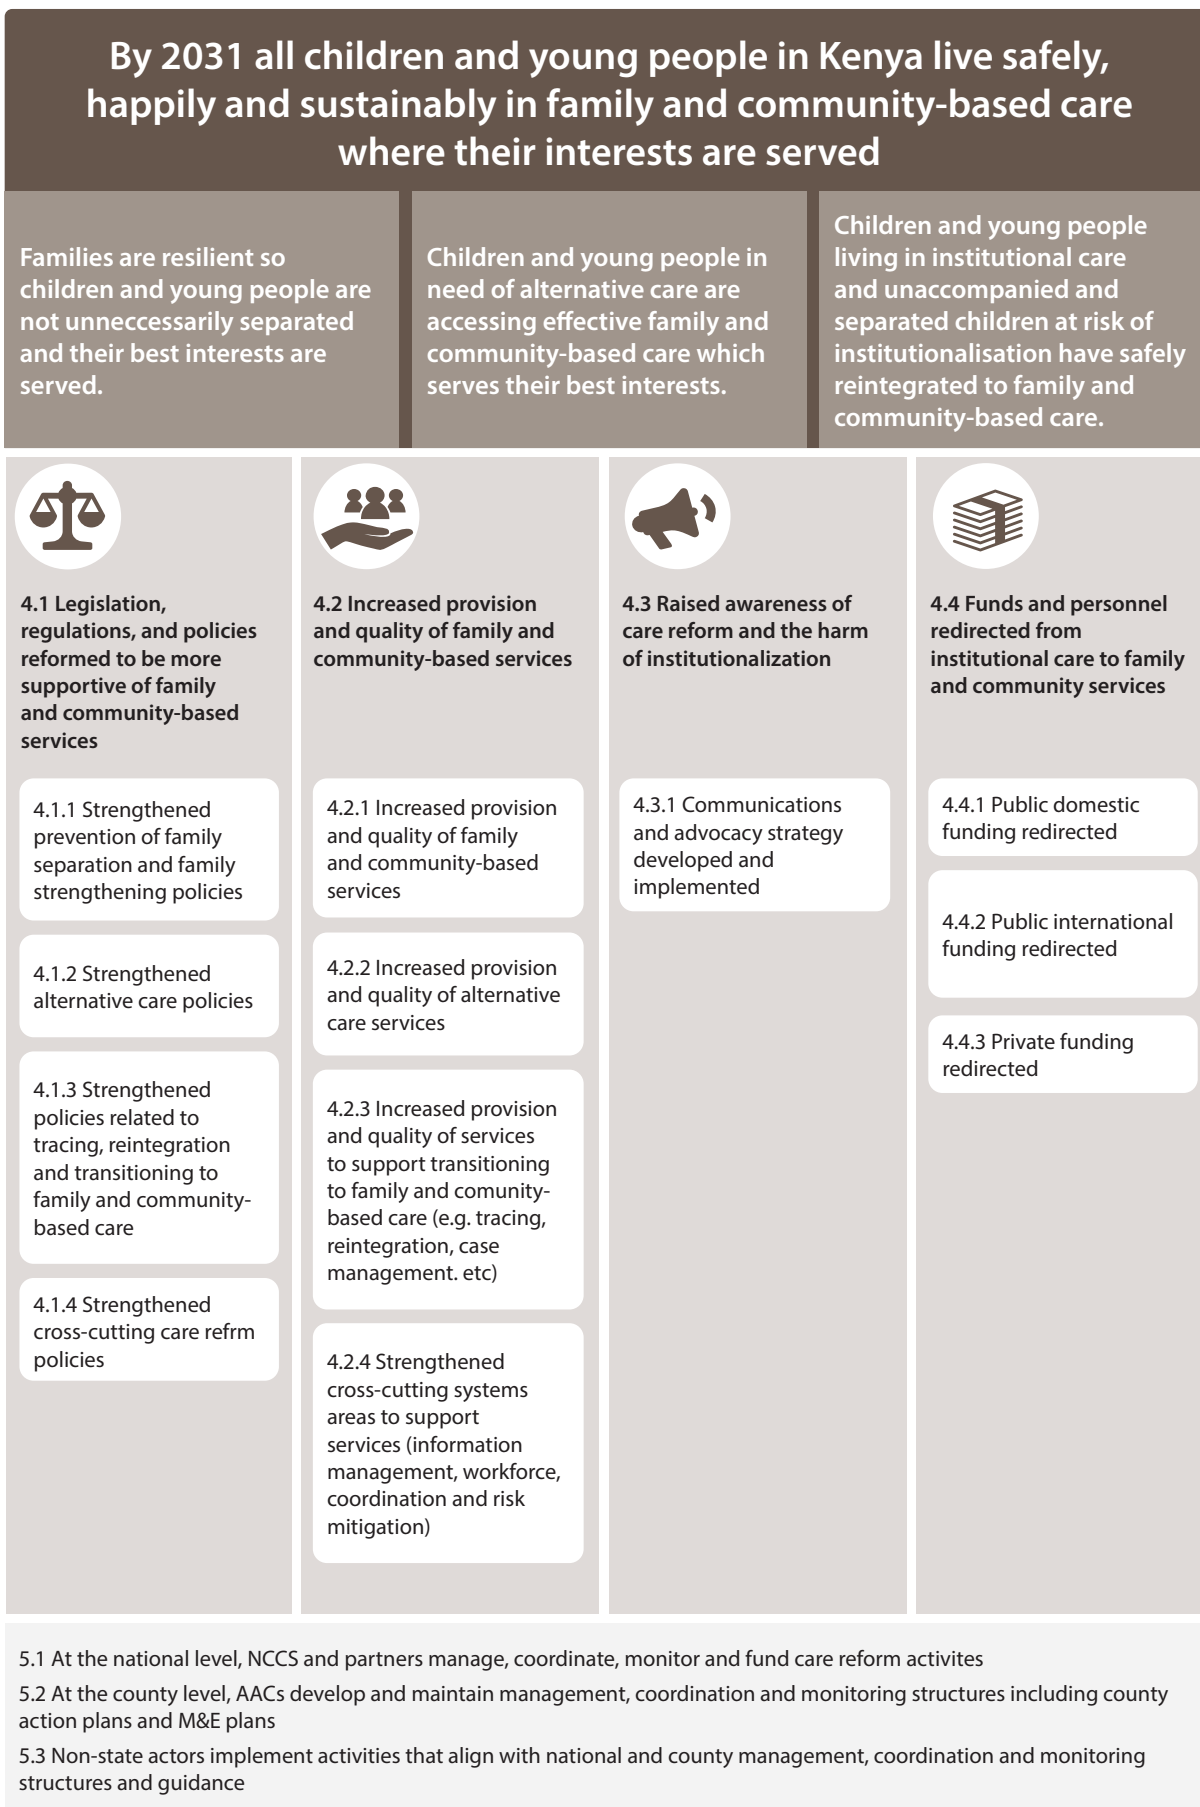 By 2031 all children and young people in Kenya live safely,
happily and sustainably in family and community-based care
where their interests are served
Families are resilient so
children and young people are
not unneccessarily separated
and their best interests are
served.
Children and young people in
need of alternative care are
accessing effective family and
community-based care which
serves their best interests.
Children and young people
living in institutional care
and unaccompanied and
separated children at risk of
institutionalisation have safely
reintegrated to family and
community-based care.
4.1 Legislation,
regulations, and policies
reformed to be more
supportive of family
and community-based
services
4.1.1 Strengthened
prevention of family
separation and family
strengthening policies
4.1.2 Strengthened
alternative care policies
4.1.3 Strengthened
policies related to
tracing, reintegration
and transitioning to
family and community-
based care
4.1.4 Strengthened
cross-cutting care refrm
policies
4.2 Increased provision
and quality of family and
community-based services
4.2.1 Increased provision
and quality of family
and community-based
services
4.2.2 Increased provision
and quality of alternative
care services
4.2.3 Increased provision
and quality of services
to support transitioning
to family and comunity-
based care (e.g. tracing,
reintegration, case
management. etc)
4.2.4 Strengthened
cross-cutting systems
areas to support
services (information
management, workforce,
coordination and risk
mitigation)
4.3 Raised awareness of
care reform and the harm
of institutionalization
4.3.1 Communications
and advocacy strategy
developed and
implemented
4.4 Funds and personnel
redirected from
institutional care to family
and community services
4.4.1 Public domestic
funding redirected
4.4.2 Public international
funding redirected
4.4.3 Private funding
redirected
5.1 At the national level, NCCS and partners manage, coordinate, monitor and fund care reform activites
5.2 At the county level, AACs develop and maintain management, coordination and monitoring structures including county
action plans and M&E plans
5.3 Non-state actors implement activities that align with national and county management, coordination and monitoring
structures and guidance